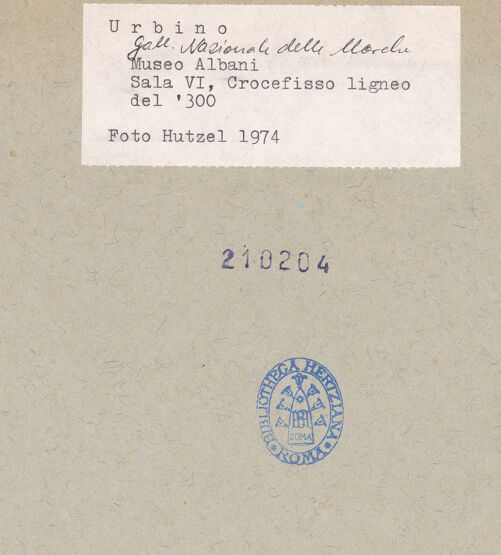 Urbino
Gall. Nazionale delle Marche
Museo Albani
Sala VI, Crocefisso ligneo
del '300
Foto Hutzel 1974
210204
BIBLIOTHECA HERTZIANA
ROMA
ROMA